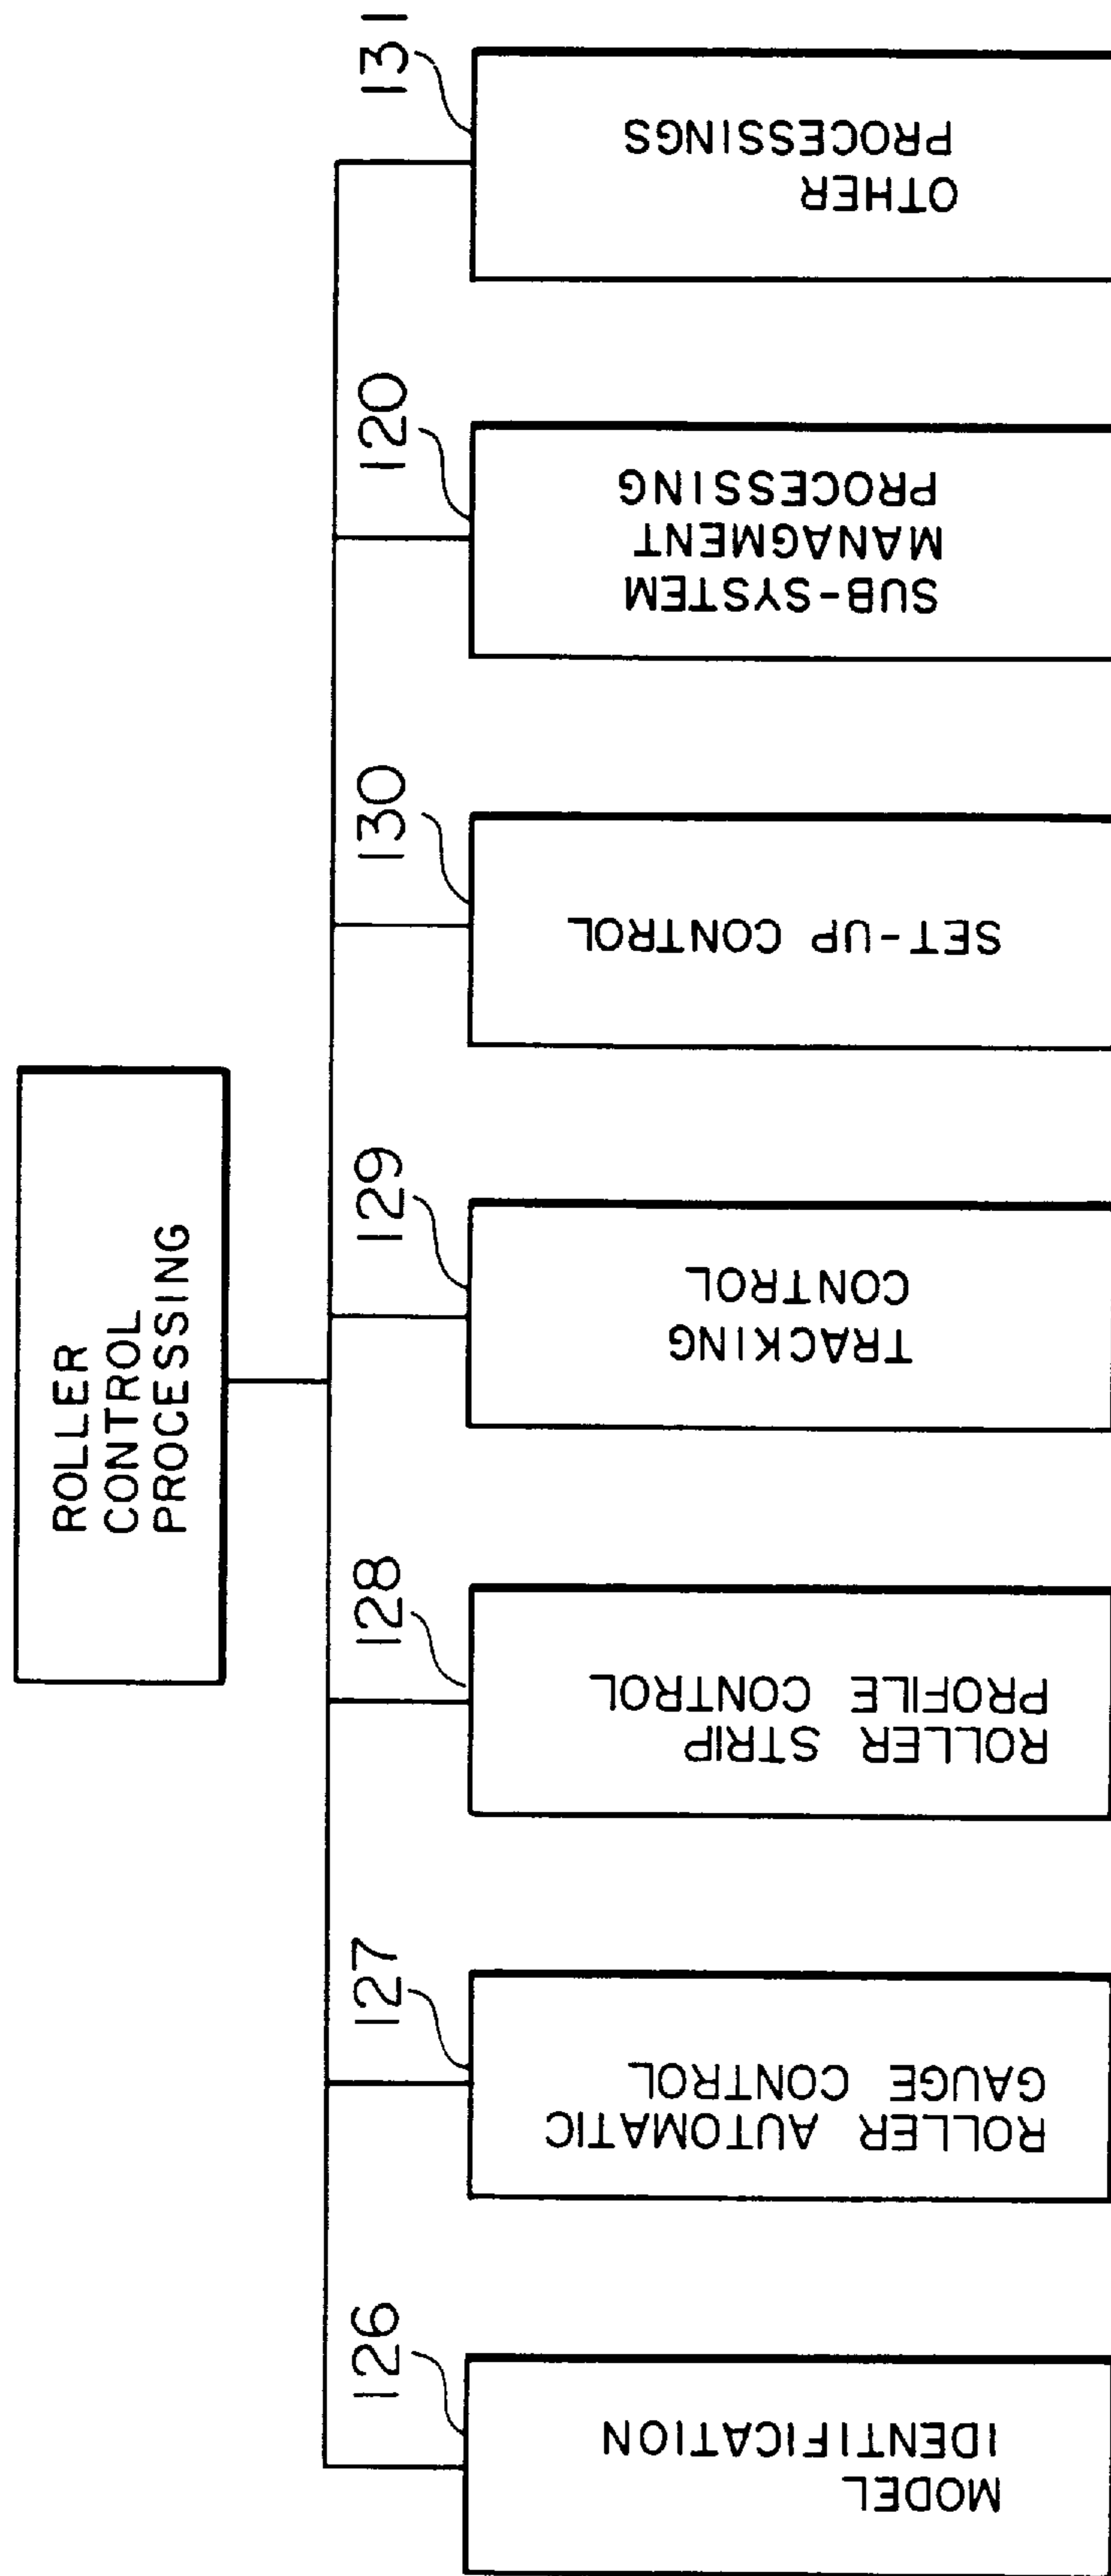 ROLLER
CONTROL
PROCESSING
126
MODEL
IDENTIFICATION
127
ROLLER AUTOMATIC
GAUGE CONTROL
128
ROLLER STRIP
PROFILE CONTROL
129
TRACKING
CONTROL
130
SET-UP CONTROL
120
SUB-SYSTEM
MANAGMENT
PROCESSING
131
OTHER
PROCESSINGS